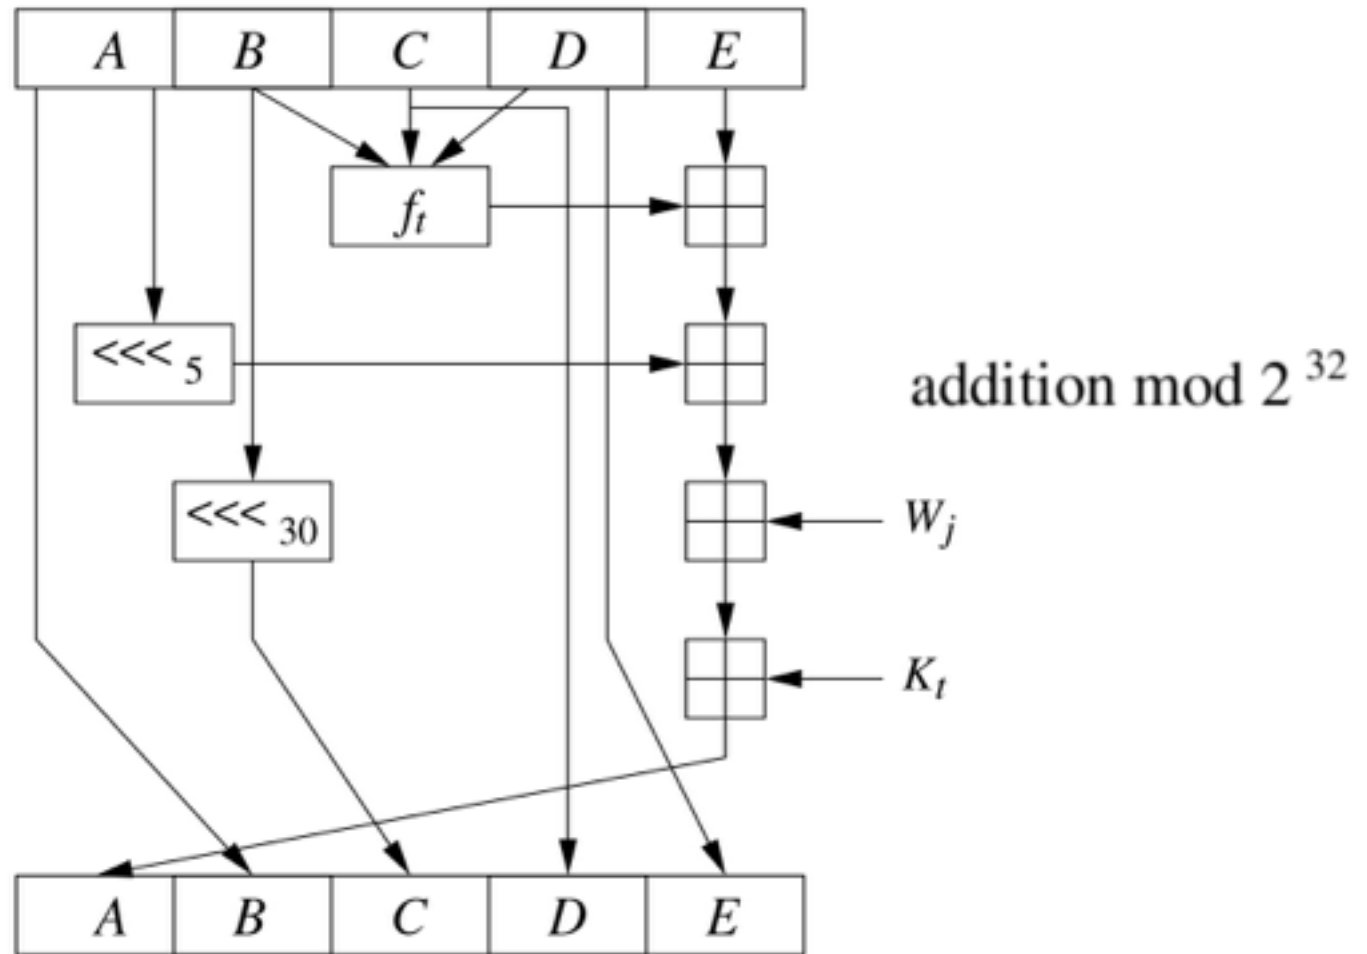 A B C D E
f_t
<<< 5
addition mod 2^32
<<< 30
W_j
K_t
A B C D E